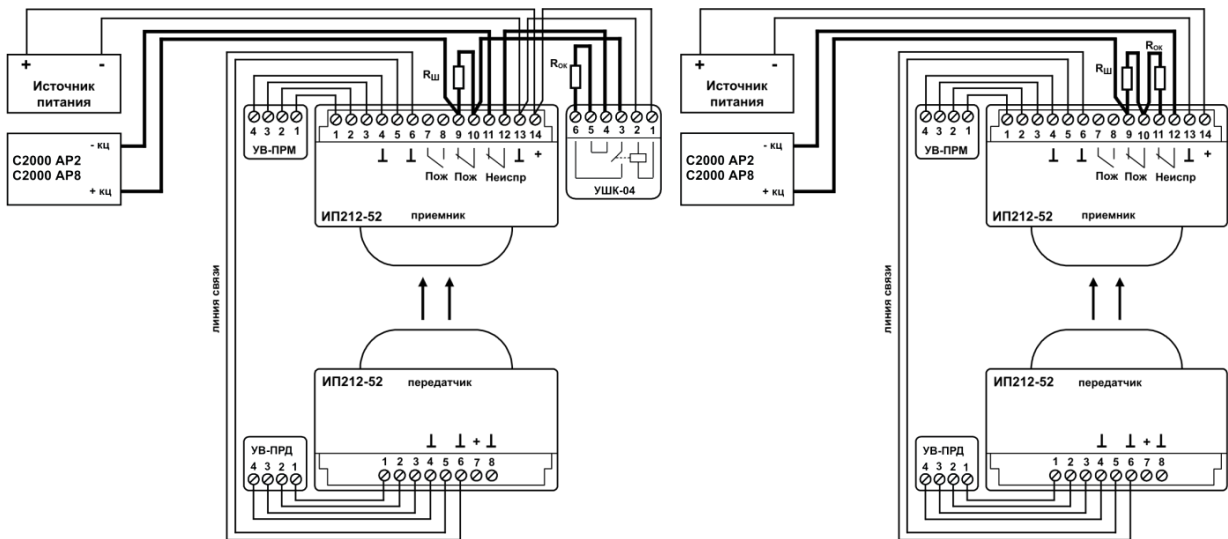 + -
Источник
питания
С2000 АР2
С2000 АР8
- кц
+ кц
4 3 2 1
УВ-ПРМ
Rш
Rок
1 2 3 4 5 6 7 8 9 10 11 12 13 14
⊥ ⊥ ⊥ +
Пож Пож Неиспр
ИП212-52 приемник
6 5 4 3 2 1
УШК-04
линия связи
ИП212-52 передатчик
⊥ ⊥ + ⊥
1 2 3 4 5 6 7 8
УВ-ПРД
4 3 2 1
+ -
Источник
питания
С2000 АР2
С2000 АР8
- кц
+ кц
4 3 2 1
УВ-ПРМ
Rш
Rок
1 2 3 4 5 6 7 8 9 10 11 12 13 14
⊥ ⊥ ⊥ +
Пож Пож Неиспр
ИП212-52 приемник
линия связи
ИП212-52 передатчик
⊥ ⊥ + ⊥
1 2 3 4 5 6 7 8
УВ-ПРД
4 3 2 1